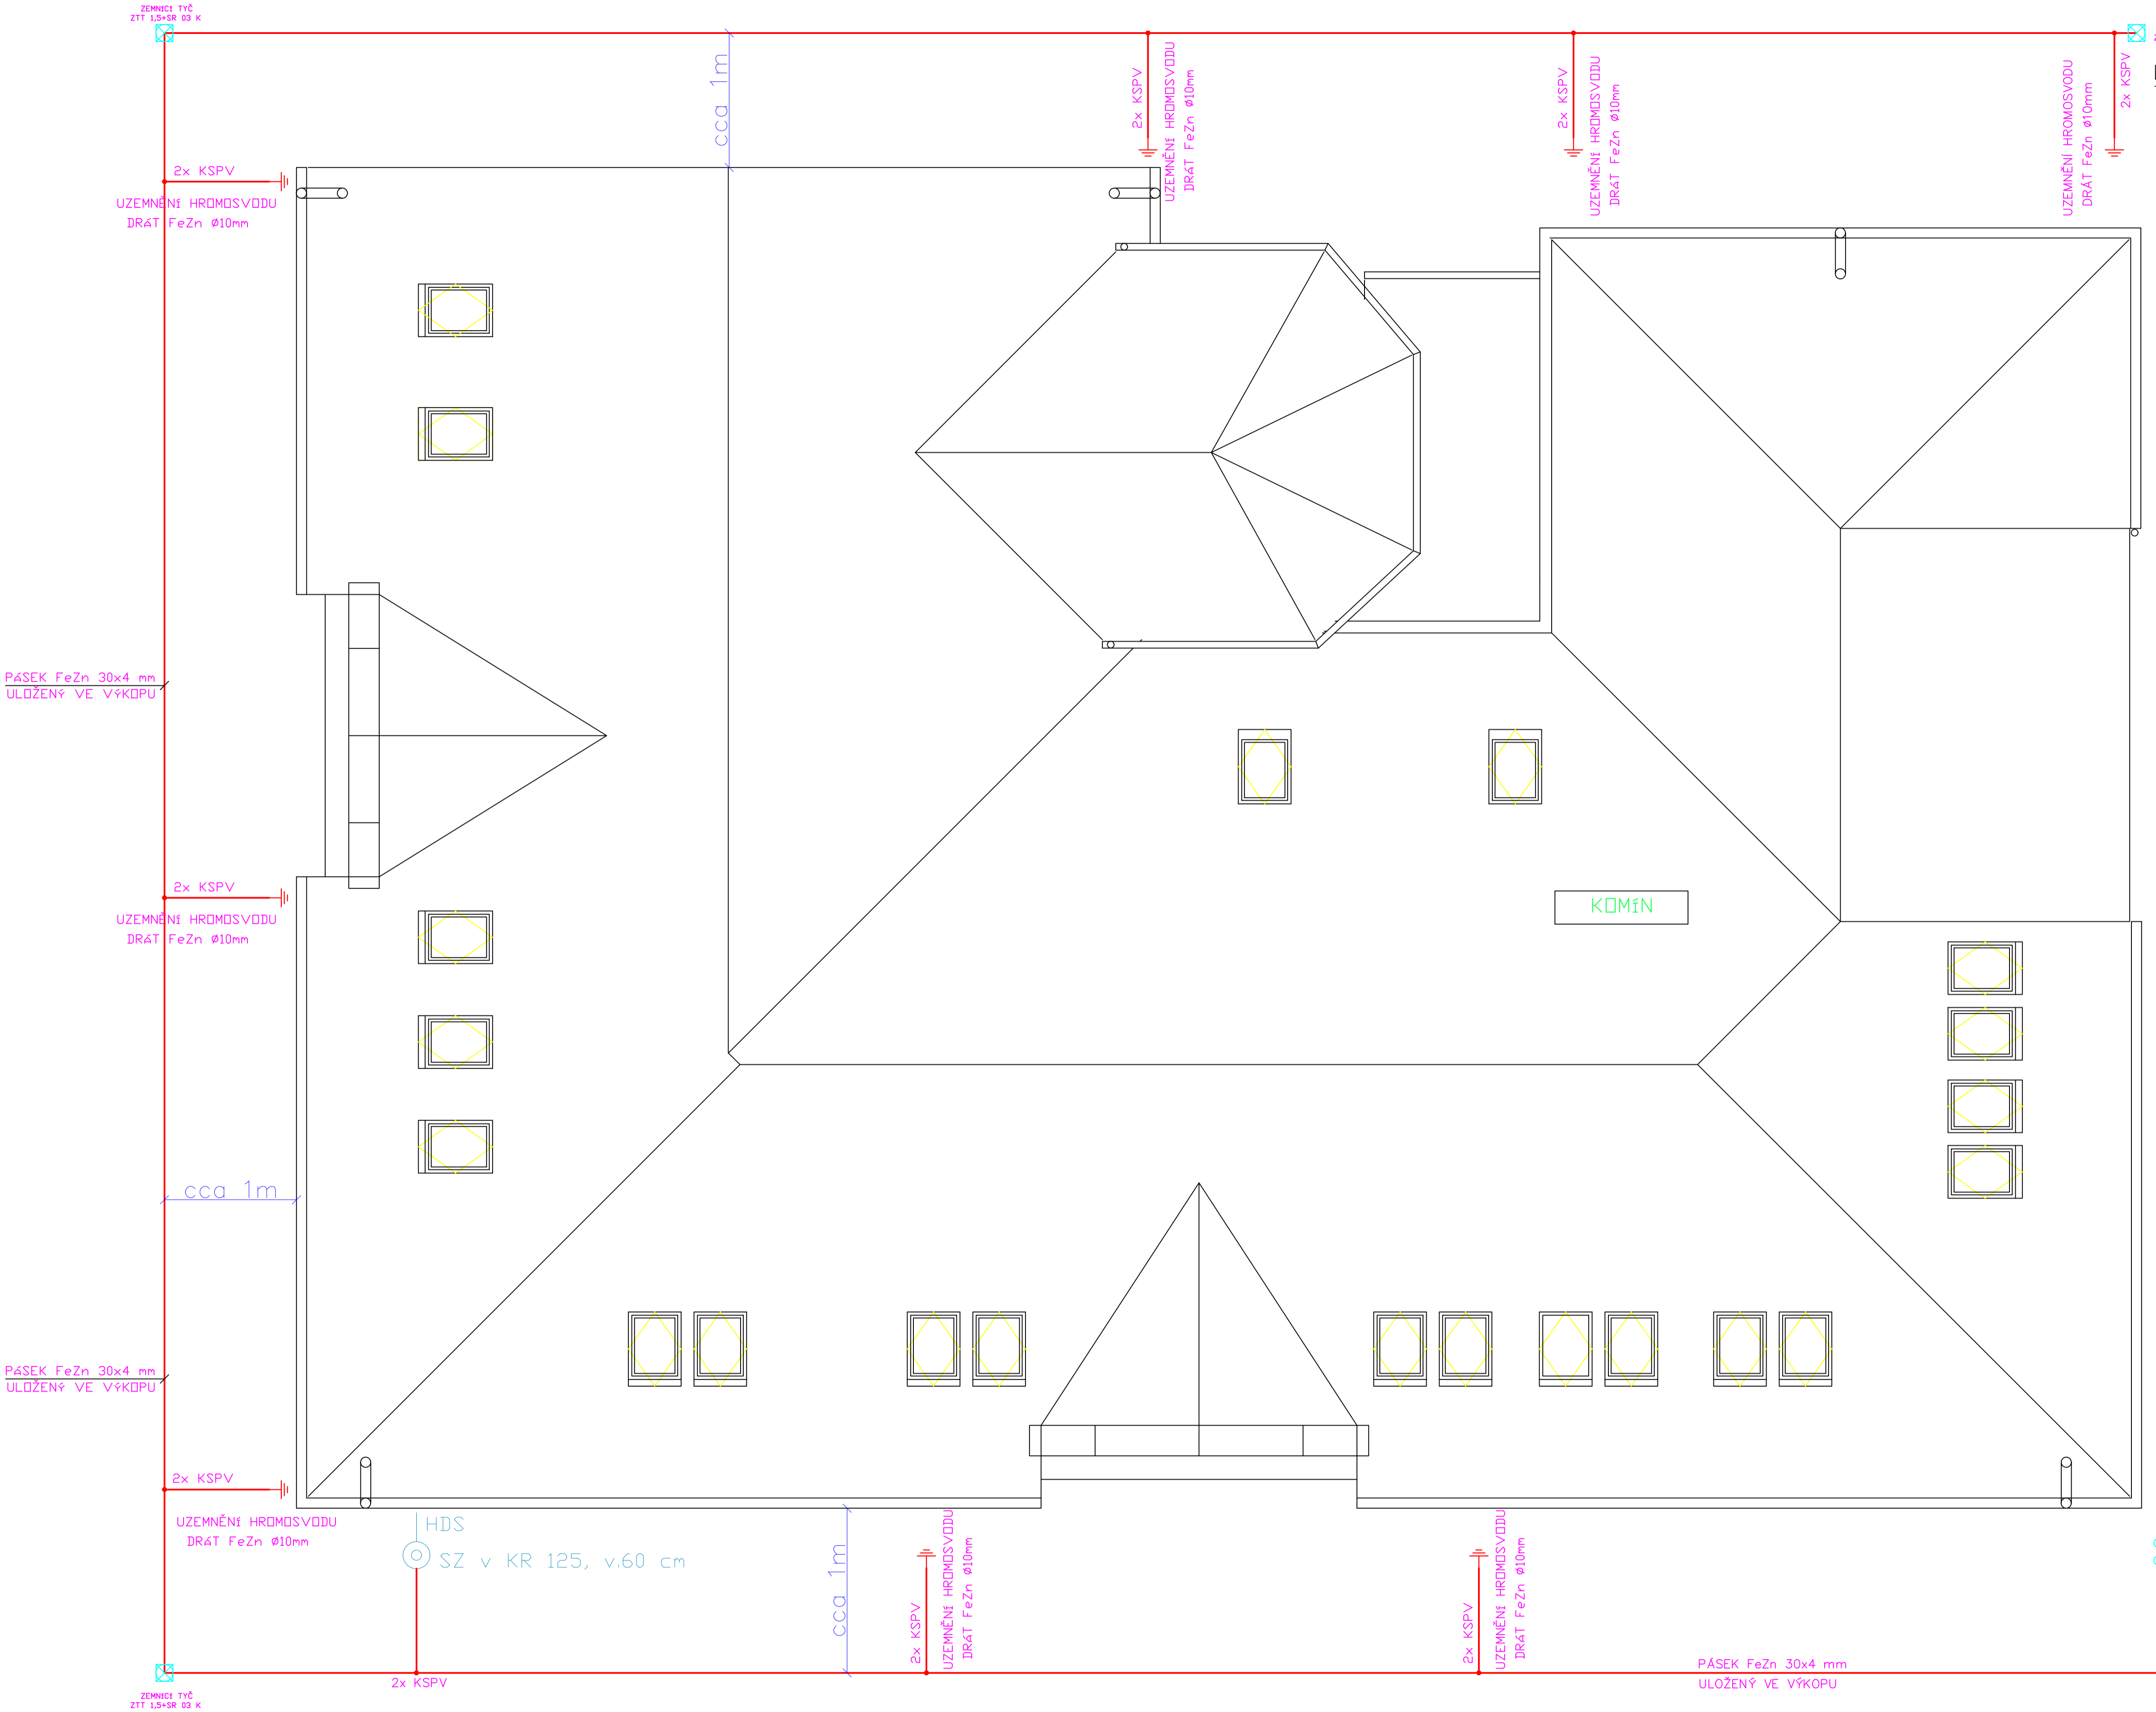 ZEMNÍCÍ TYČ
ZTT 1,5+SR 03 K
cca 1m
2x KSPV
UZEMNĚNÍ HROMOSVODU
DRÁT FeZn Ø10mm
2x KSPV
UZEMNĚNÍ HROMOSVODU
DRÁT FeZn Ø10mm
UZEMNĚNÍ HROMOSVODU
DRÁT FeZn Ø10mm
2x KSPV
2x KSPV
UZEMNĚNÍ HROMOSVODU
DRÁT FeZn Ø10mm
PÁSEK FeZn 30x4 mm
ULOŽENÝ VE VÝKOPU
2x KSPV
UZEMNĚNÍ HROMOSVODU
DRÁT FeZn Ø10mm
KOMÍN
cca 1m
PÁSEK FeZn 30x4 mm
ULOŽENÝ VE VÝKOPU
2x KSPV
UZEMNĚNÍ HROMOSVODU
DRÁT FeZn Ø10mm
HDS
SZ v KR 125, v.60 cm
cca 1m
2x KSPV
UZEMNĚNÍ HROMOSVODU
DRÁT FeZn Ø10mm
2x KSPV
UZEMNĚNÍ HROMOSVODU
DRÁT FeZn Ø10mm
ZEMNÍCÍ TYČ
ZTT 1,5+SR 03 K
2x KSPV
PÁSEK FeZn 30x4 mm
ULOŽENÝ VE VÝKOPU